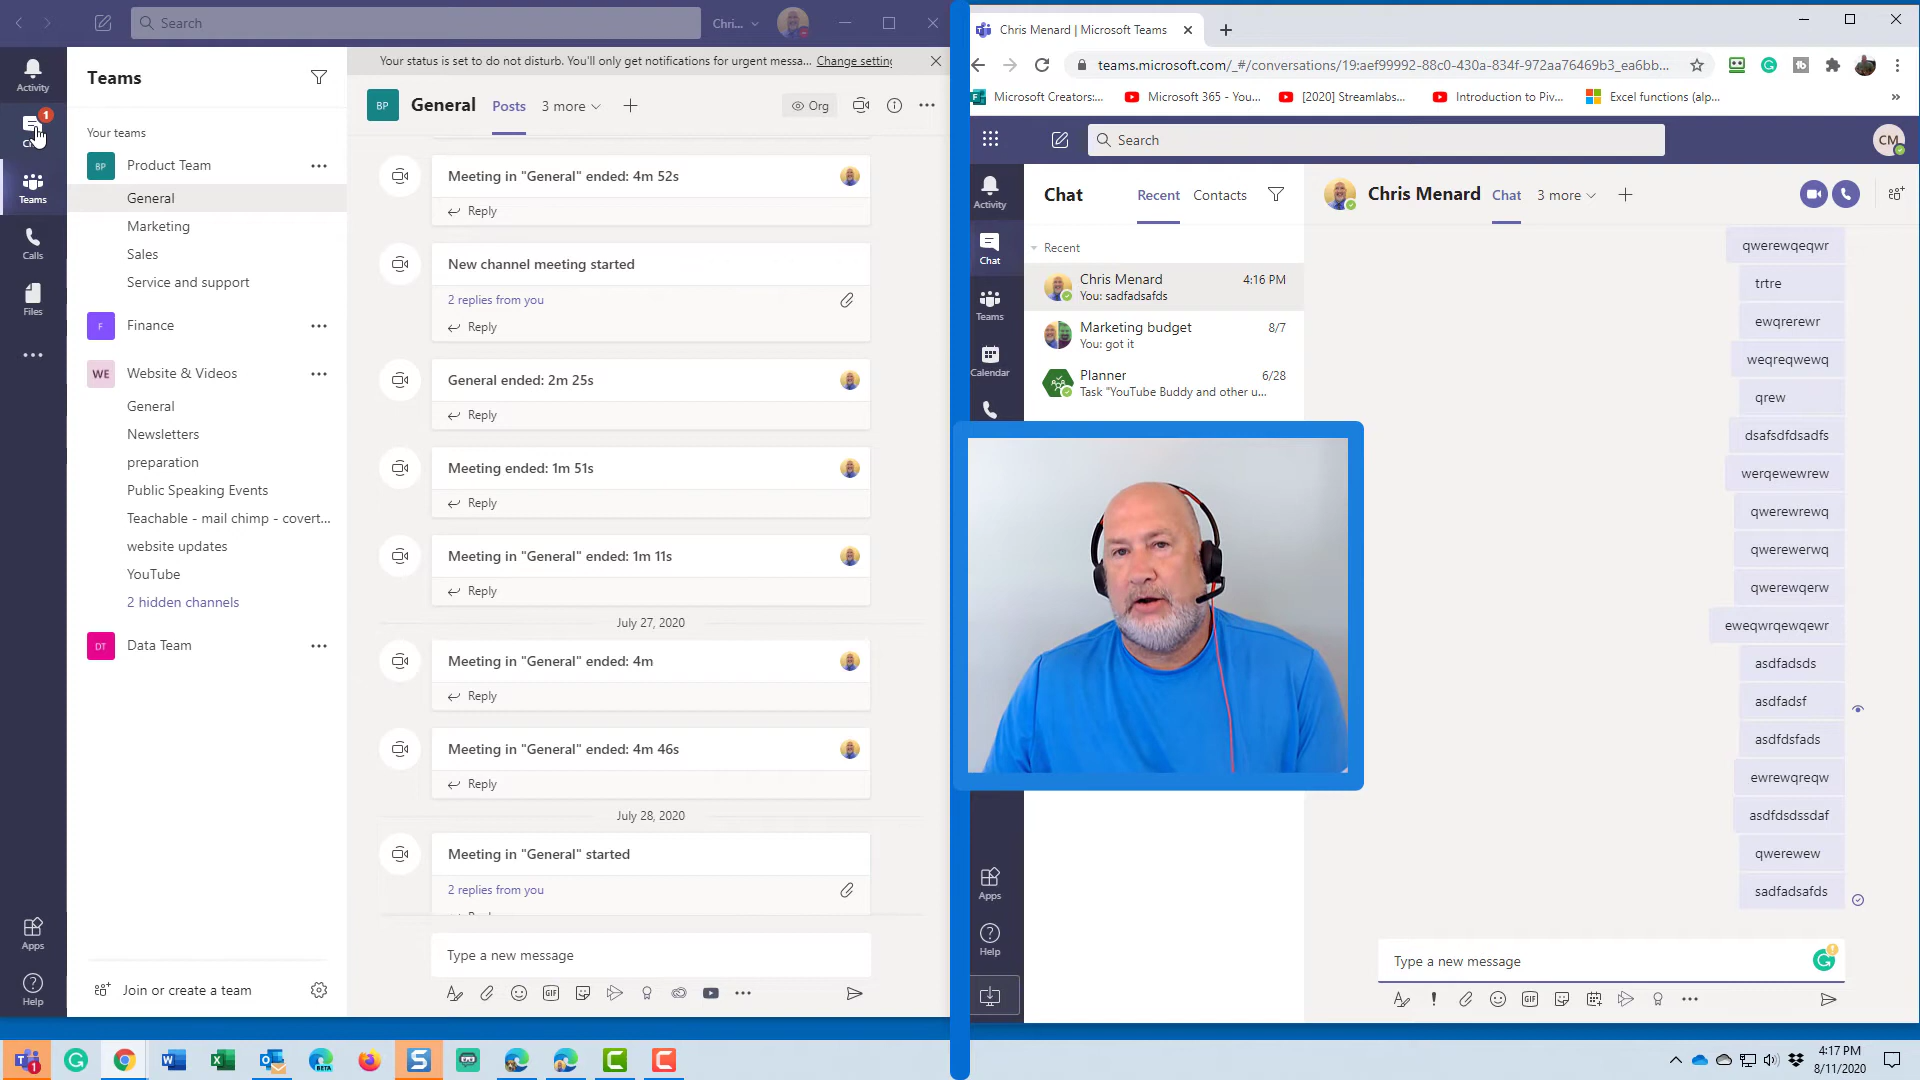 Search
Chri...
Activity
1
Teams
Calls
Files
Apps
Help
Teams
Your teams
BP Product Team
General
Marketing
Sales
Service and support
F Finance
WE Website & Videos
General
Newsletters
preparation
Public Speaking Events
Teachable - mail chimp - covert...
website updates
YouTube
2 hidden channels
DT Data Team
Join or create a team
Your status is set to do not disturb. You'll only get notifications for urgent messa... Change setting
BP General Posts 3 more Org
Meeting in "General" ended: 4m 52s
Reply
New channel meeting started
2 replies from you
Reply
General ended: 2m 25s
Reply
Meeting ended: 1m 51s
Reply
Meeting in "General" ended: 1m 11s
Reply
July 27, 2020
Meeting in "General" ended: 4m
Reply
Meeting in "General" ended: 4m 46s
Reply
July 28, 2020
Meeting in "General" started
2 replies from you
Type a new message
GIF
Chris Menard | Microsoft Teams
teams.microsoft.com/_#/conversations/19:aef99992-88c0-430a-834f-972aa76469b3_ea6bb...
Microsoft Creators:... Microsoft 365 - You... [2020] Streamlabs... Introduction to Piv... Excel functions (alp...
Search
CM
Activity
Chat
Teams
Calendar
Apps
Help
Chat Recent Contacts
Recent
Chris Menard 4:16 PM
You: sadfadsafds
Marketing budget 8/7
You: got it
Planner 6/28
Task "YouTube Buddy and other u...
Chris Menard Chat 3 more
qwerewqeqwr
trtre
ewqrerewr
weqreqwewq
qrew
dsafsdfdsadfs
werqewewrew
qwerewrewq
qwerewerwq
qwerewqerw
eweqwrqewqewr
asdfadsds
asdfadsf
asdfdsfads
ewrewqreqw
asdfdsdssdaf
qwerewew
sadfadsafds
Type a new message
GIF
1
BETA
4:17 PM
8/11/2020